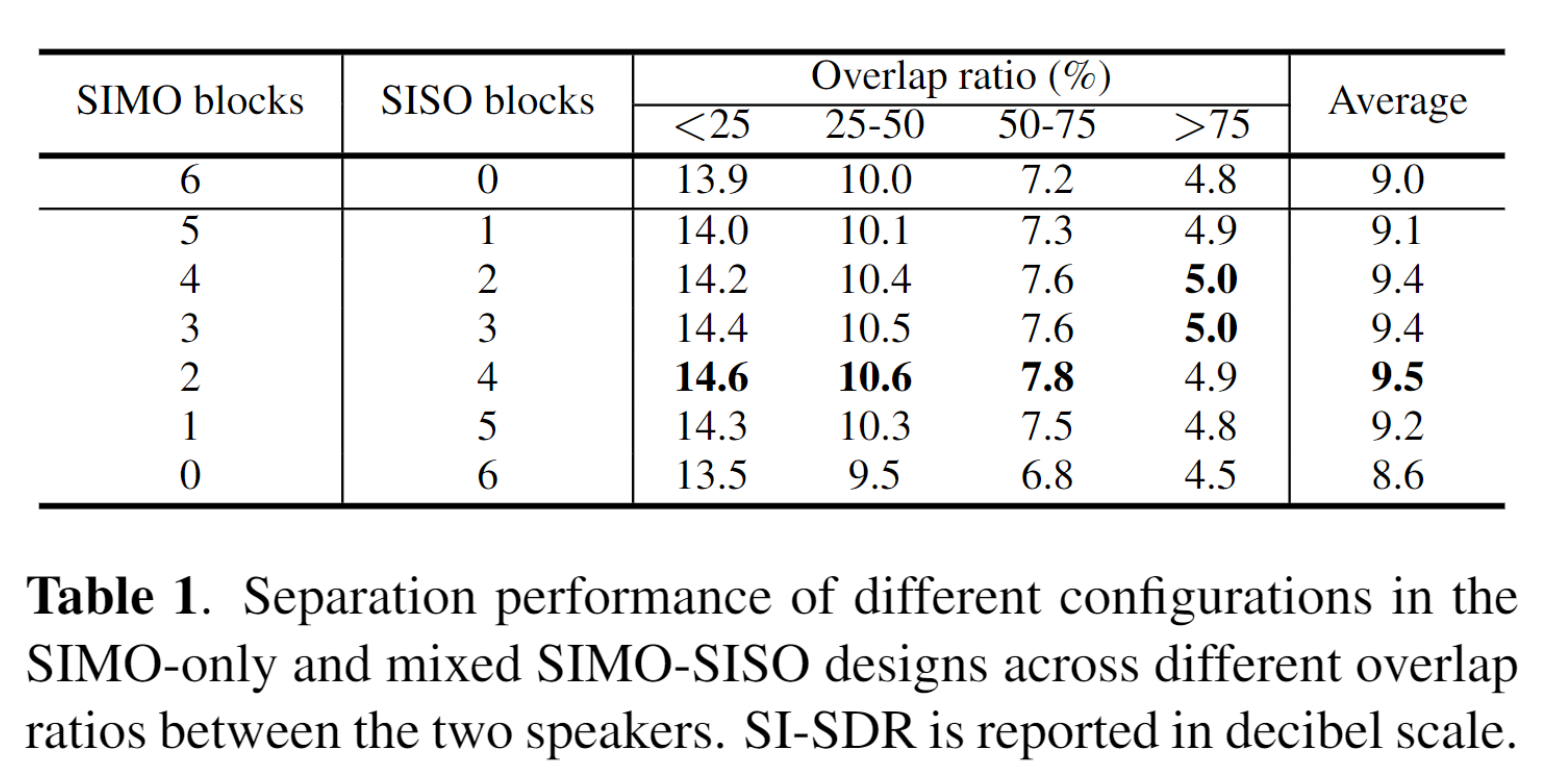 SIMO blocks SISO blocks Overlap ratio (%) Average
<25 25-50 50-75 >75
6 0 13.9 10.0 7.2 4.8 9.0
5 1 14.0 10.1 7.3 4.9 9.1
4 2 14.2 10.4 7.6 5.0 9.4
3 3 14.4 10.5 7.6 5.0 9.4
2 4 14.6 10.6 7.8 4.9 9.5
1 5 14.3 10.3 7.5 4.8 9.2
0 6 13.5 9.5 6.8 4.5 8.6
Table 1. Separation performance of different configurations in the
SIMO-only and mixed SIMO-SISO designs across different overlap
ratios between the two speakers. SI-SDR is reported in decibel scale.